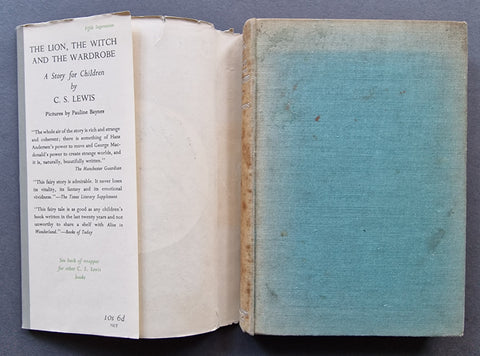 THE LION, THE WITCH
AND THE WARDROBE
A Story for Children
by
C. S. LEWIS
Pictures by Pauline Baynes
"The whole air of the story is rich and strange
and coherent; there is something of Hans
Andersen's power to move and George Mac-
donald's power to create strange worlds, and
it is, naturally, beautifully written."
The Manchester Guardian
"This fairy story is admirable. It never loses
its vitality, its fantasy and its emotional
vividness."—The Times Literary Supplement
"This fairy tale is as good as any children's
book written in the last twenty years and not
unworthy to share a shelf with Alice in
Wonderland."—Books of Today
See back of wrapper
for other C. S. Lewis
books
10s 6d
net